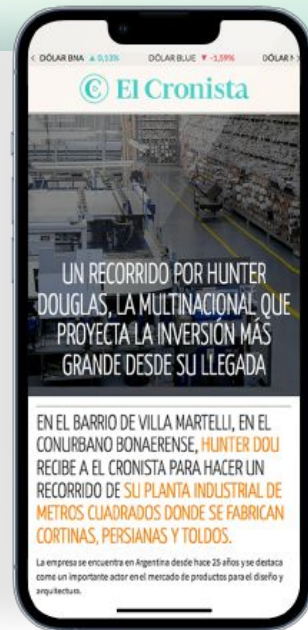 < DÓLAR BNA ▲ 0,13% DÓLAR BLUE ▼ -1,59% DÓLAR
El Cronista
UN RECORRIDO POR HUNTER
DOUGLAS, LA MULTINACIONAL QUE
PROYECTA LA INVERSIÓN MÁS
GRANDE DESDE SU LLEGADA
EN EL BARRIO DE VILLA MARTELLI, EN EL
CONURBANO BONAERENSE, HUNTER DOU
RECIBE A EL CRONISTA PARA HACER UN
RECORRIDO DE SU PLANTA INDUSTRIAL DE
METROS CUADRADOS DONDE SE FABRICAN
CORTINAS, PERSIANAS Y TOLDOS.
La empresa se encuentra en Argentina desde hace 25 años y se destaca
como un importante actor en el mercado de productos para el diseño y
arquitectura.